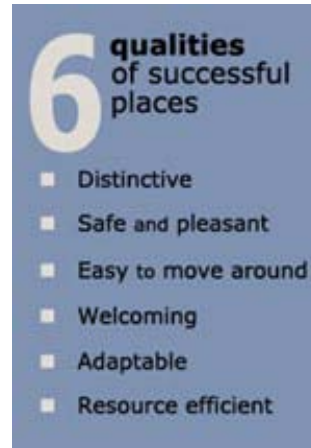 6 qualities
of successful
places
Distinctive
Safe and pleasant
Easy to move around
Welcoming
Adaptable
Resource efficient